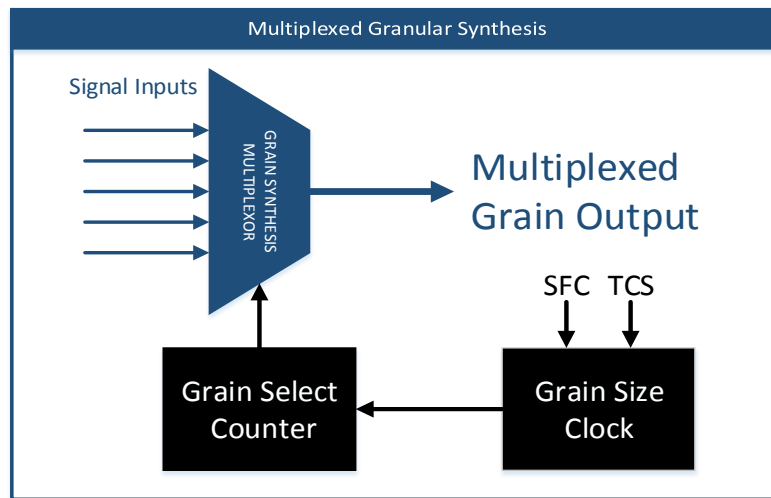 Multiplexed Granular Synthesis
Signal Inputs
GRAIN SYNTHESIS
MULTIPLEXOR
Multiplexed
Grain Output
SFC TCS
Grain Select
Counter
Grain Size
Clock